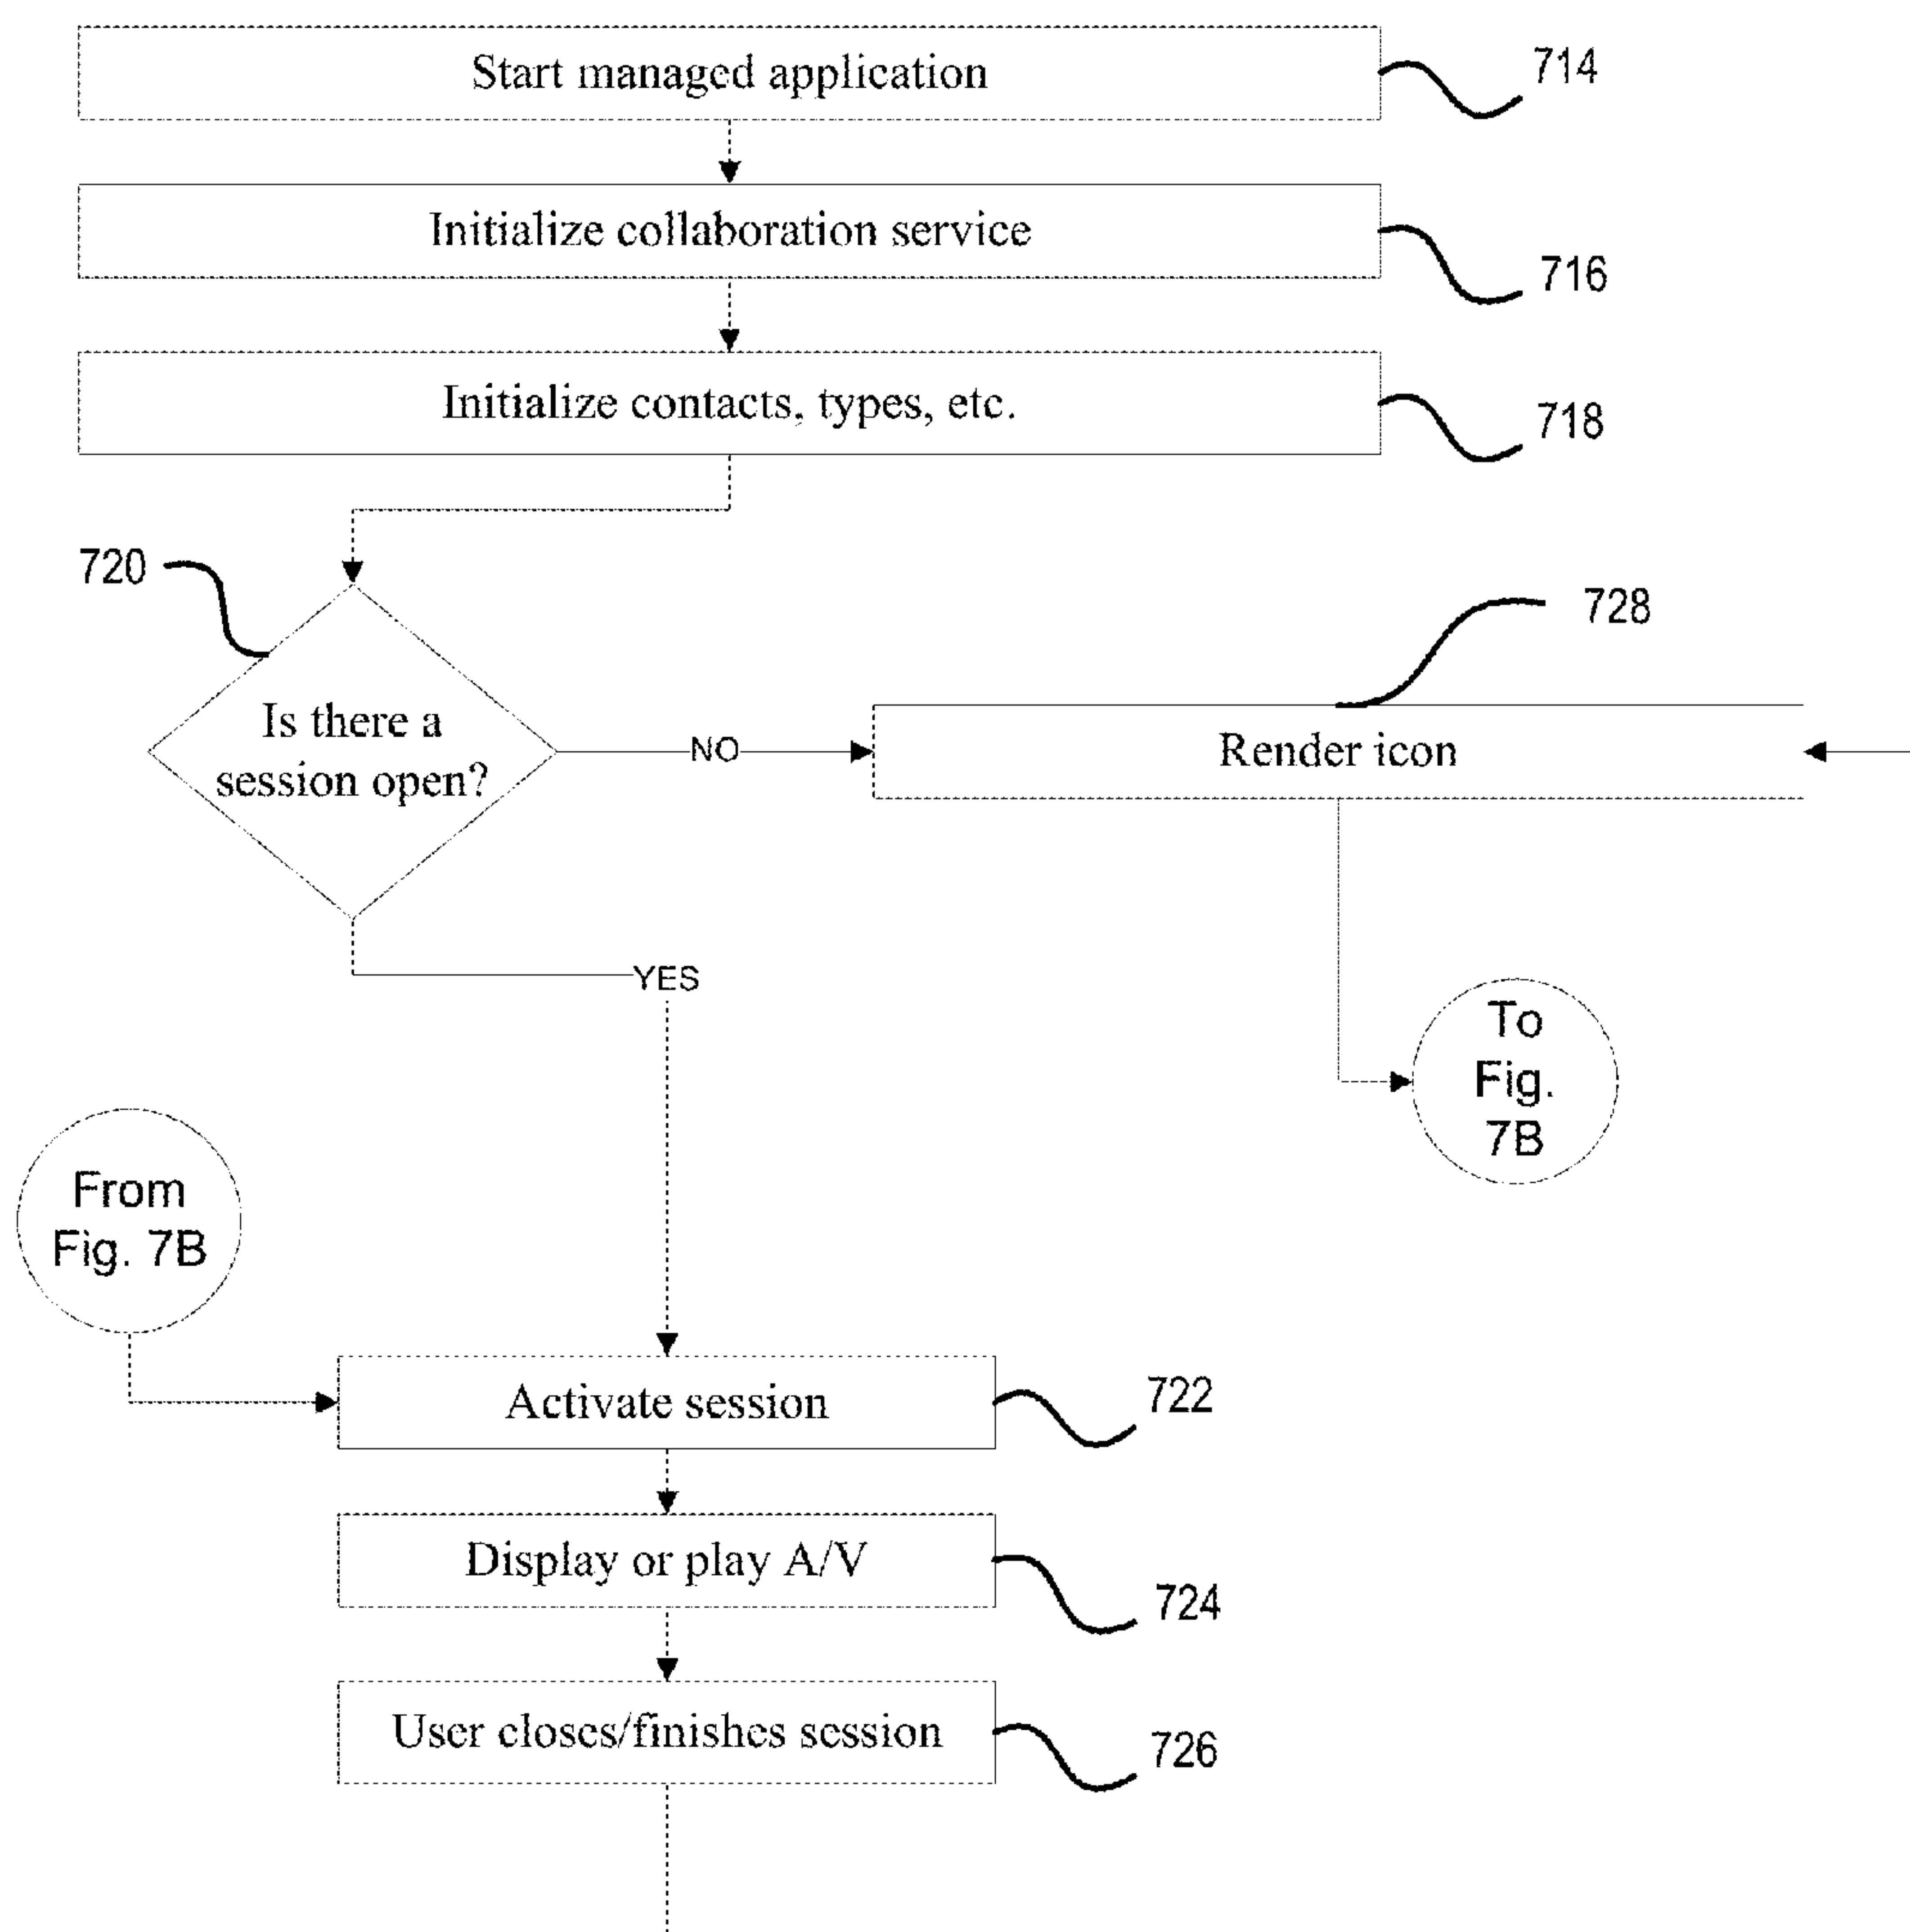 Start managed application
714
Initialize collaboration service
716
Initialize contacts, types, etc.
718
720
728
Is there a
session open?
NO
Render icon
YES
To
Fig.
7B
From
Fig. 7B
Activate session
722
Display or play A/V
724
User closes/finishes session
726